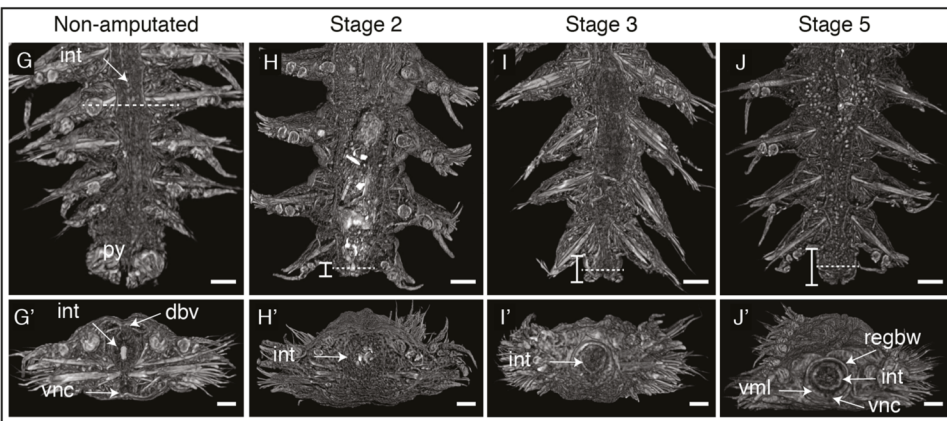 Non-amputated Stage 2 Stage 3 Stage 5
G int H I J
py
G' int dbv H' I' J' regbw
int int int
vnc vml vnc